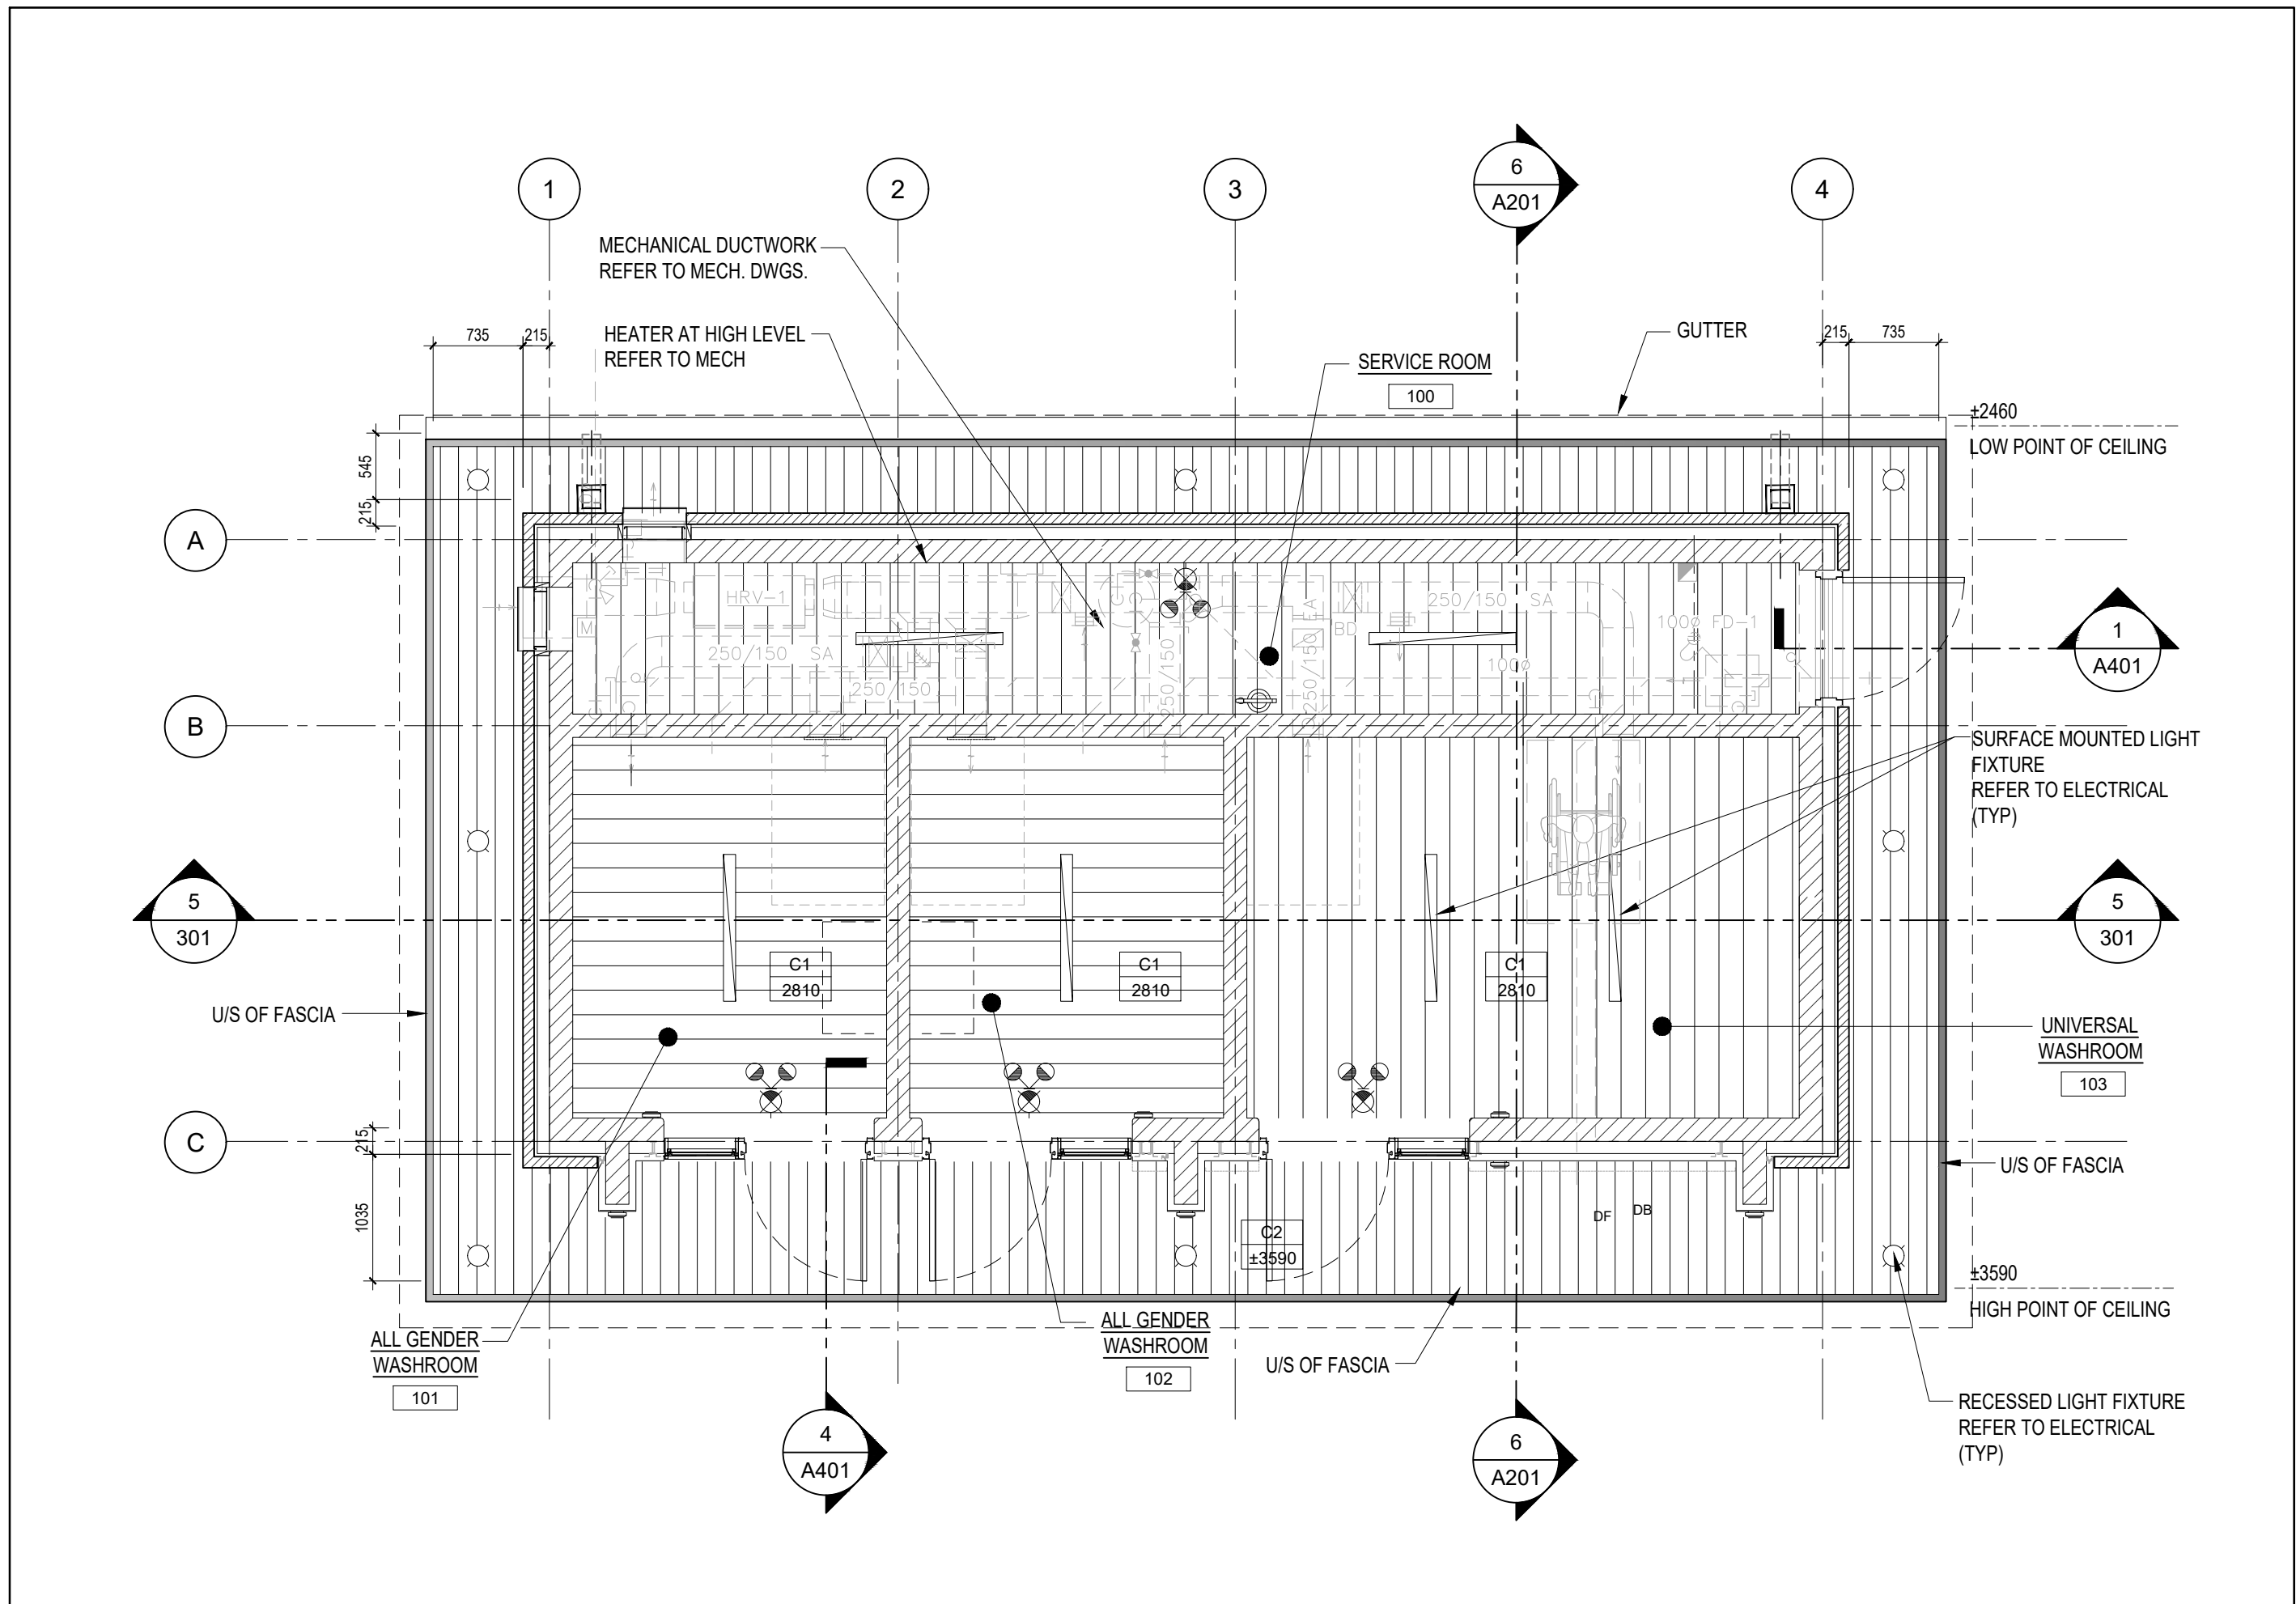 6
A201
1
2
3
4
MECHANICAL DUCTWORK
REFER TO MECH. DWGS.
HEATER AT HIGH LEVEL
REFER TO MECH
735
215
SERVICE ROOM
100
GUTTER
215
735
±2460
LOW POINT OF CEILING
545
215
A
HRV-1
250/150 SA
250/150 SA
250/150
250/150
250/150 EA
BD
100ø
100ø FD-1
M
1
A401
B
SURFACE MOUNTED LIGHT
FIXTURE
REFER TO ELECTRICAL
(TYP)
5
301
5
301
C1
2810
C1
2810
C1
2810
U/S OF FASCIA
UNIVERSAL
WASHROOM
103
C
215
1035
U/S OF FASCIA
DF
DB
C2
±3590
±3590
HIGH POINT OF CEILING
ALL GENDER
WASHROOM
101
ALL GENDER
WASHROOM
102
U/S OF FASCIA
RECESSED LIGHT FIXTURE
REFER TO ELECTRICAL
(TYP)
4
A401
6
A201